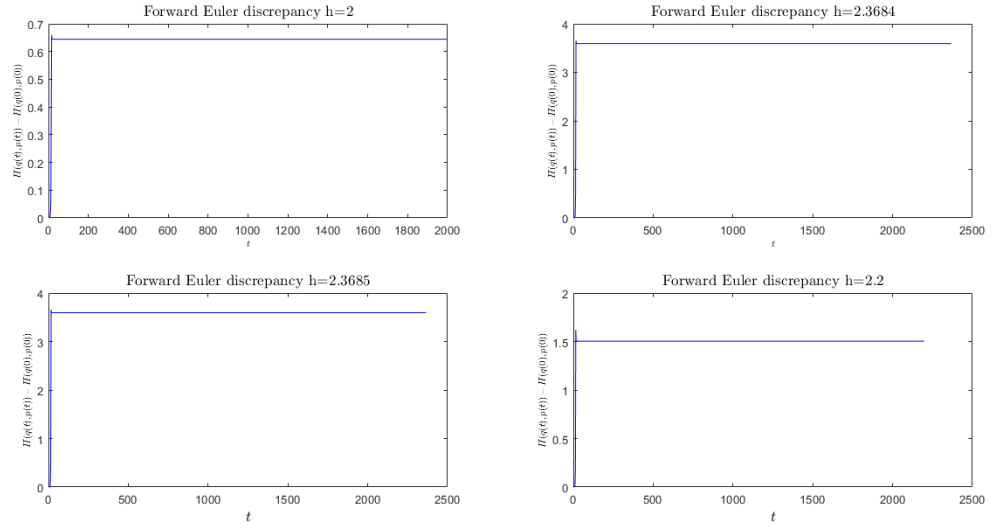 Forward Euler discrepancy h=2
H(q(t),p(t)) − H(q(0),p(0))
0.7
0.6
0.5
0.4
0.3
0.2
0.1
0
0 200 400 600 800 1000 1200 1400 1600 1800 2000
t
Forward Euler discrepancy h=2.3684
H(q(t),p(t)) − H(q(0),p(0))
4
3
2
1
0
0 500 1000 1500 2000 2500
t
Forward Euler discrepancy h=2.3685
H(q(t),p(t)) − H(q(0),p(0))
4
3
2
1
0
0 500 1000 1500 2000 2500
t
Forward Euler discrepancy h=2.2
H(q(t),p(t)) − H(q(0),p(0))
2
1.5
1
0.5
0
0 500 1000 1500 2000 2500
t